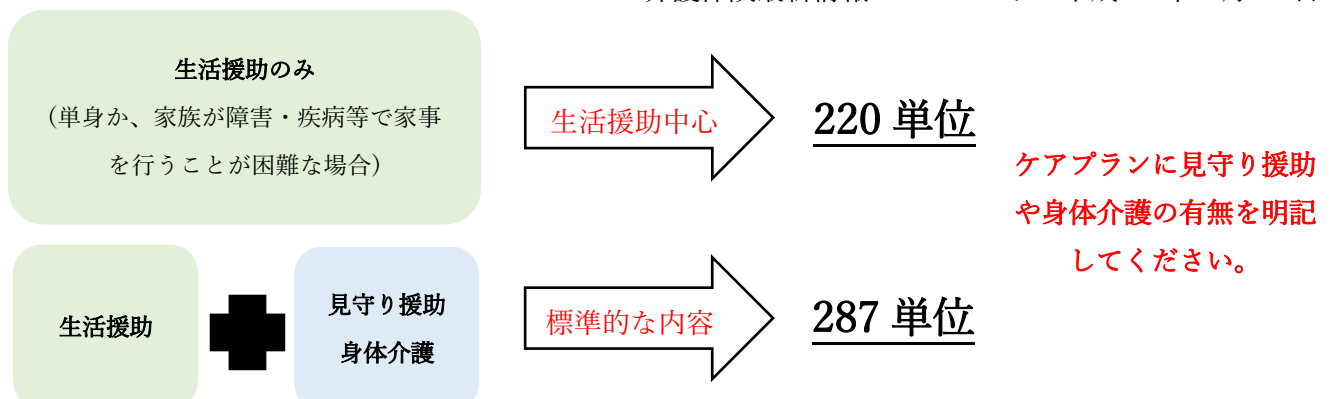 生活援助のみ
（単身か、家族が障害・疾病等で家事
を行うことが困難な場合）
生活援助中心
220 単位
ケアプランに見守り援助
や身体介護の有無を明記
してください。
生活援助
見守り援助
身体介護
標準的な内容
287 単位